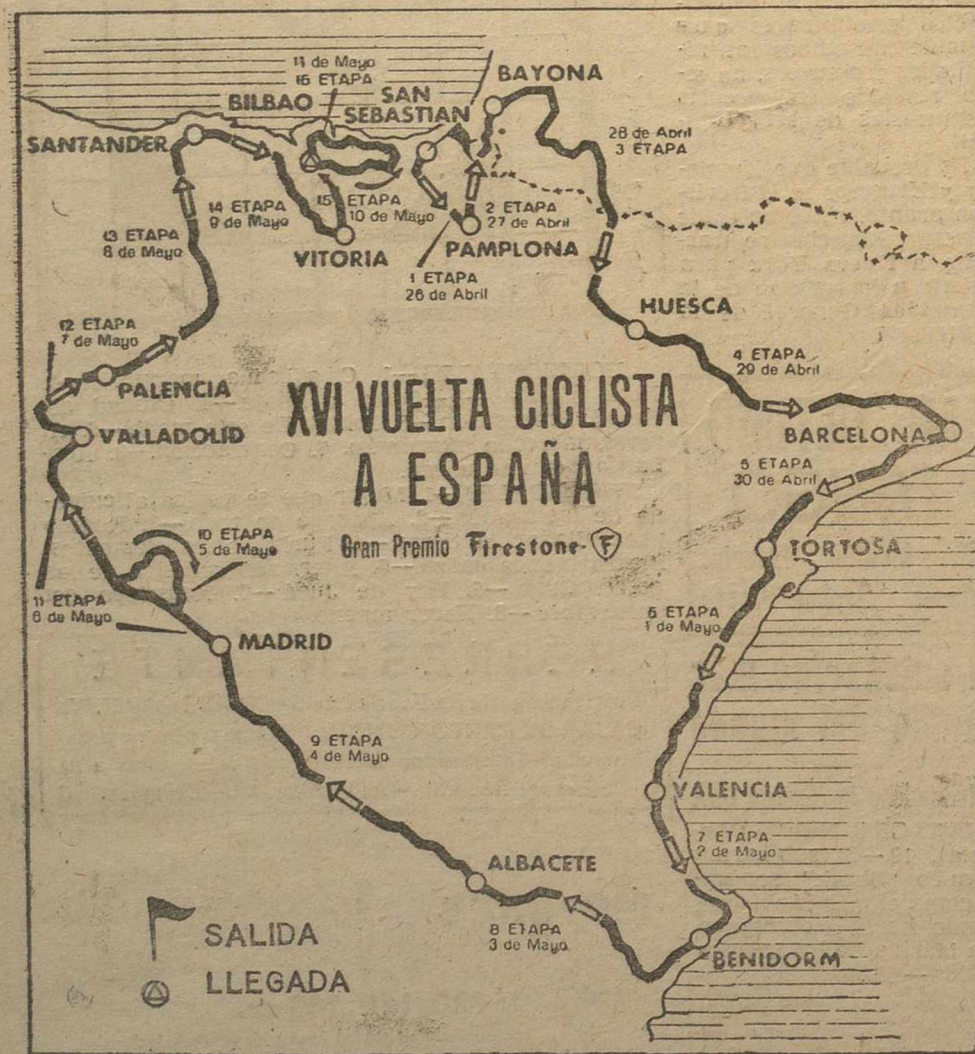 11 de Mayo
16 ETAPA
BAYONA
BILBAO
SAN
SEBASTIAN
SANTANDER
28 de Abril
3 ETAPA
14 ETAPA
9 de Mayo
15 ETAPA
10 de Mayo
2 ETAPA
27 de Abril
13 ETAPA
8 de Mayo
VITORIA
PAMPLONA
1 ETAPA
26 de Abril
HUESCA
12 ETAPA
7 de Mayo
4 ETAPA
29 de Abril
PALENCIA
XVI VUELTA CICLISTA
A ESPAÑA
Gran Premio Firestone F
VALLADOLID
BARCELONA
5 ETAPA
30 de Abril
10 ETAPA
5 de Mayo
TORTOSA
11 ETAPA
6 de Mayo
6 ETAPA
1 de Mayo
MADRID
9 ETAPA
4 de Mayo
VALENCIA
7 ETAPA
2 de Mayo
ALBACETE
8 ETAPA
3 de Mayo
BENIDORM
SALIDA
LLEGADA